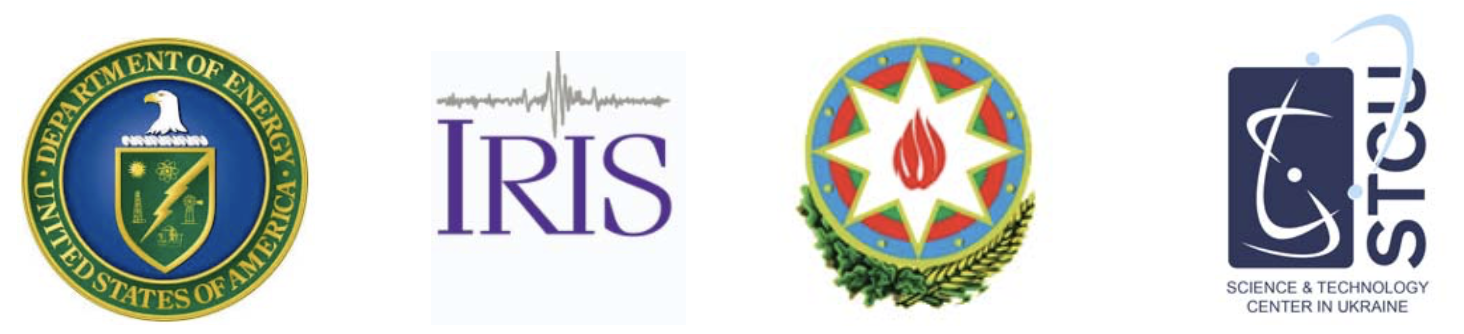 · DEPARTMENT OF ENERGY ·
UNITED STATES OF AMERICA
IRIS
STCU
SCIENCE & TECHNOLOGY
CENTER IN UKRAINE